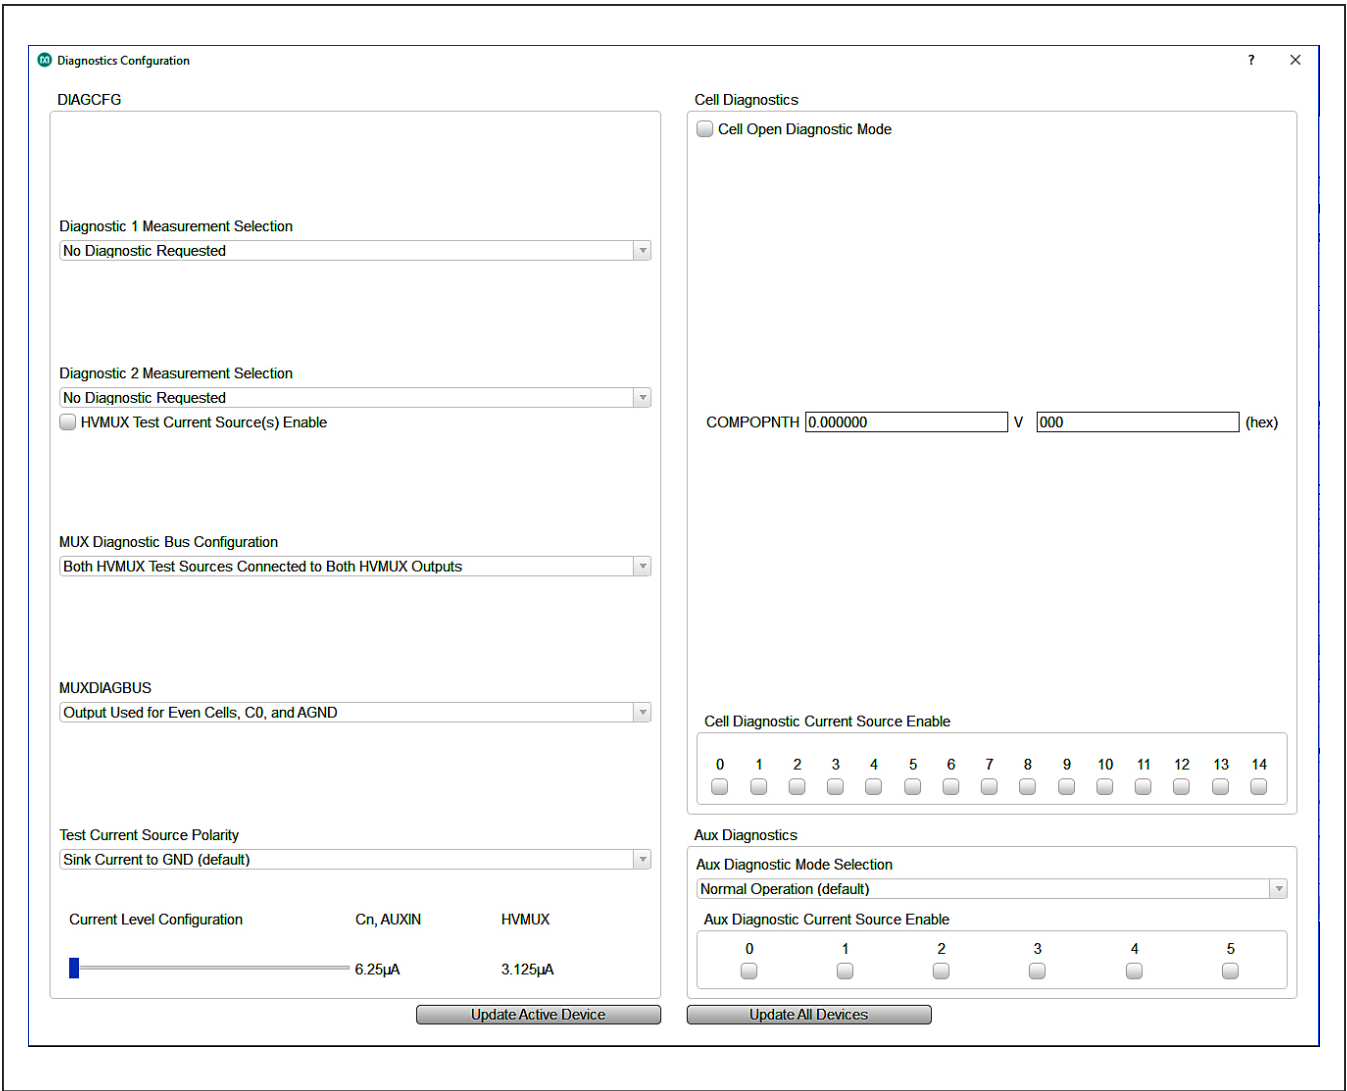 Diagnostics Confguration
?
DIAGCFG
Diagnostic 1 Measurement Selection
No Diagnostic Requested
Diagnostic 2 Measurement Selection
No Diagnostic Requested
HVMUX Test Current Source(s) Enable
MUX Diagnostic Bus Configuration
Both HVMUX Test Sources Connected to Both HVMUX Outputs
MUXDIAGBUS
Output Used for Even Cells, C0, and AGND
Test Current Source Polarity
Sink Current to GND (default)
Current Level Configuration Cn, AUXIN HVMUX
6.25µA 3.125µA
Update Active Device
Cell Diagnostics
Cell Open Diagnostic Mode
COMPOPNTH 0.000000 V 000 (hex)
Cell Diagnostic Current Source Enable
0 1 2 3 4 5 6 7 8 9 10 11 12 13 14
Aux Diagnostics
Aux Diagnostic Mode Selection
Normal Operation (default)
Aux Diagnostic Current Source Enable
0 1 2 3 4 5
Update All Devices